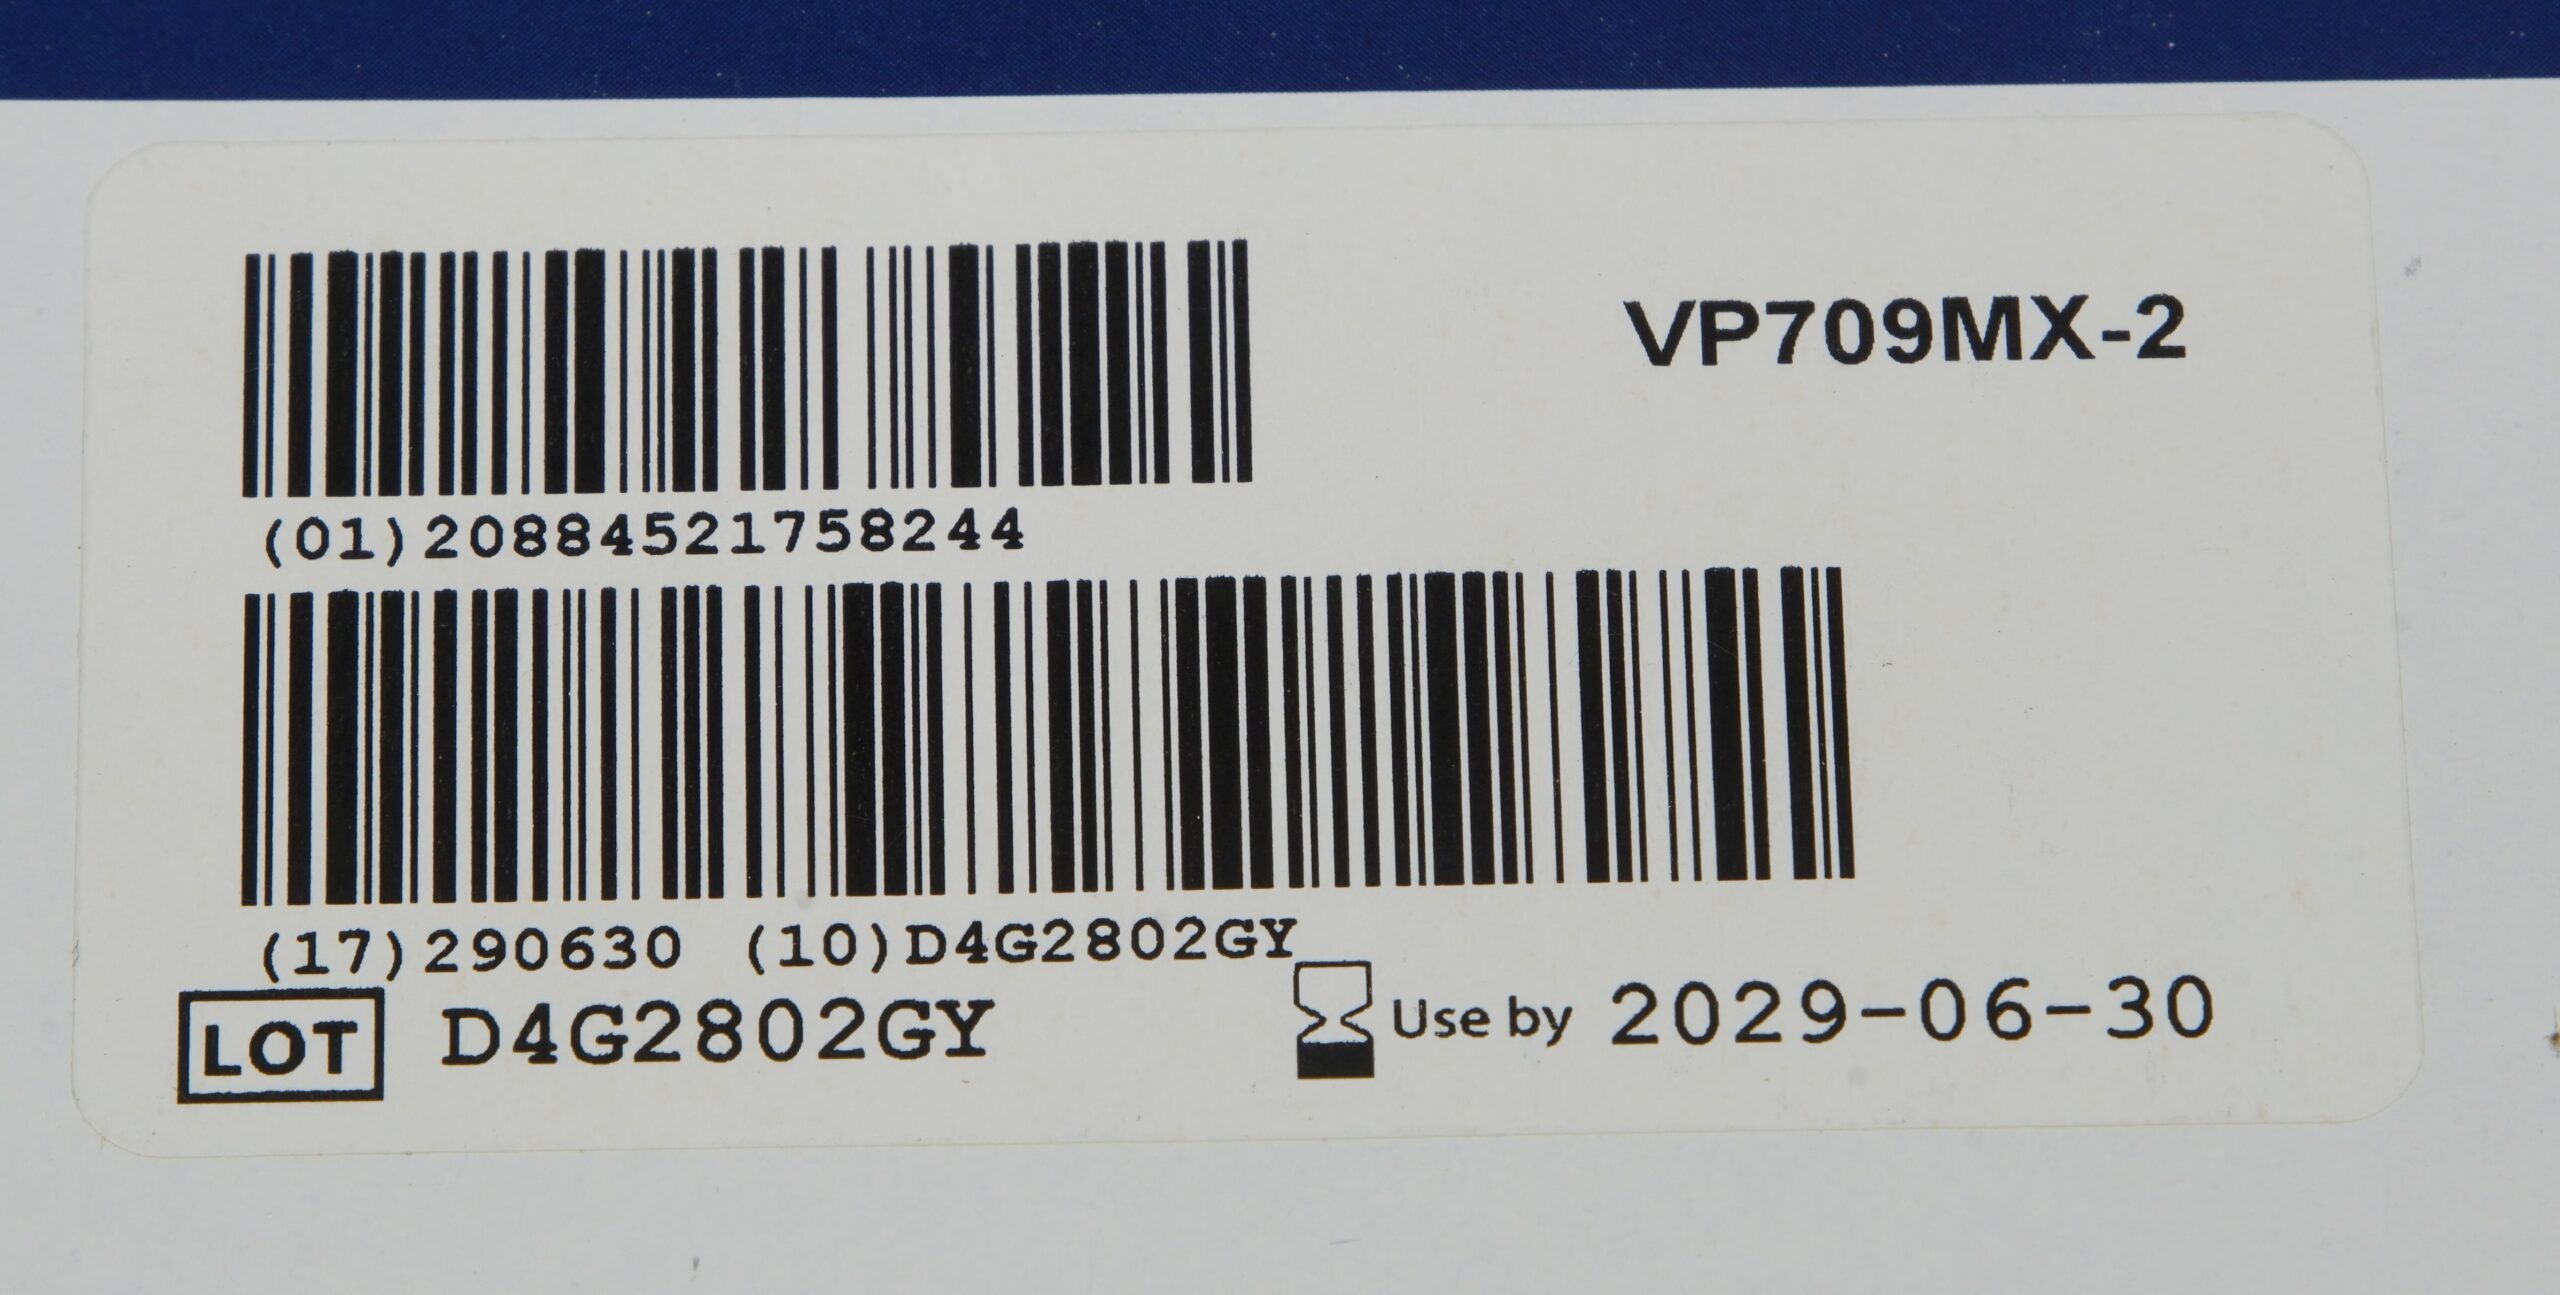 VP709MX-2
(01)20884521758244
(17)290630 (10)D4G2802GY
LOT D4G2802GY Use by 2029-06-30